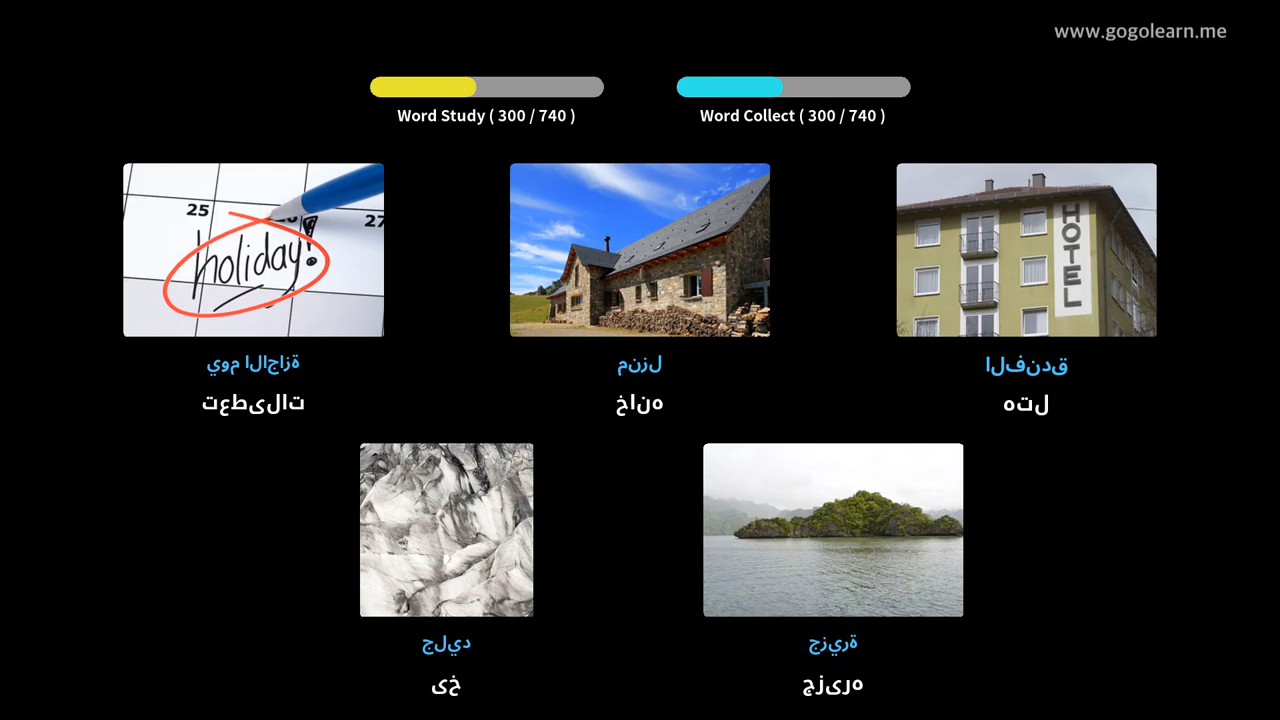 www.gogolearn.me
Word Study ( 300 / 740 )
Word Collect ( 300 / 740 )
25
26
27
holiday!
HOTEL
يوم الاجازة
منزل
الفندق
تعطیلات
خانه
هتل
جليد
جزيرة
یخ
جزیره